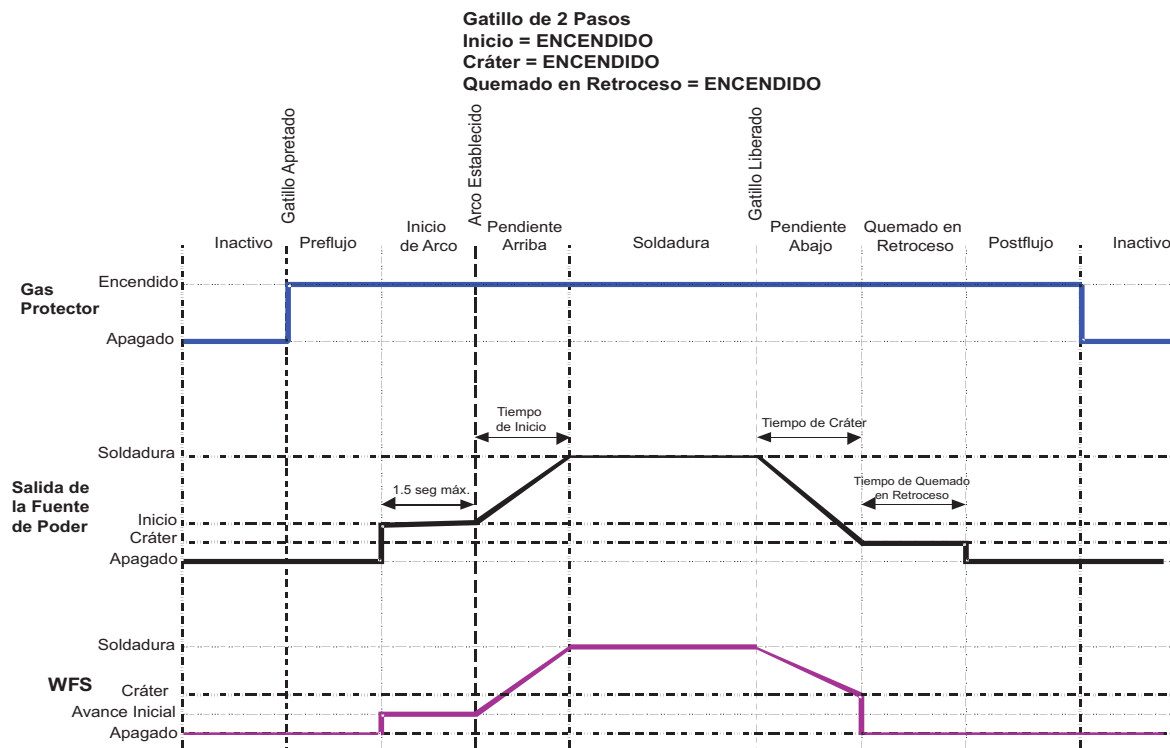 Gatillo de 2 Pasos
Inicio = ENCENDIDO
Cráter = ENCENDIDO
Quemado en Retroceso = ENCENDIDO
Gatillo Apretado
Arco Establecido
Gatillo Liberado
Inactivo
Preflujo
Inicio
de Arco
Pendiente
Arriba
Soldadura
Pendiente
Abajo
Quemado en
Retroceso
Postflujo
Inactivo
Gas
Protector
Encendido
Apagado
Salida de
la Fuente
de Poder
Soldadura
Inicio
Cráter
Apagado
1.5 seg máx.
Tiempo
de Inicio
Tiempo de Cráter
Tiempo de Quemado
en Retroceso
WFS
Soldadura
Cráter
Avance Inicial
Apagado